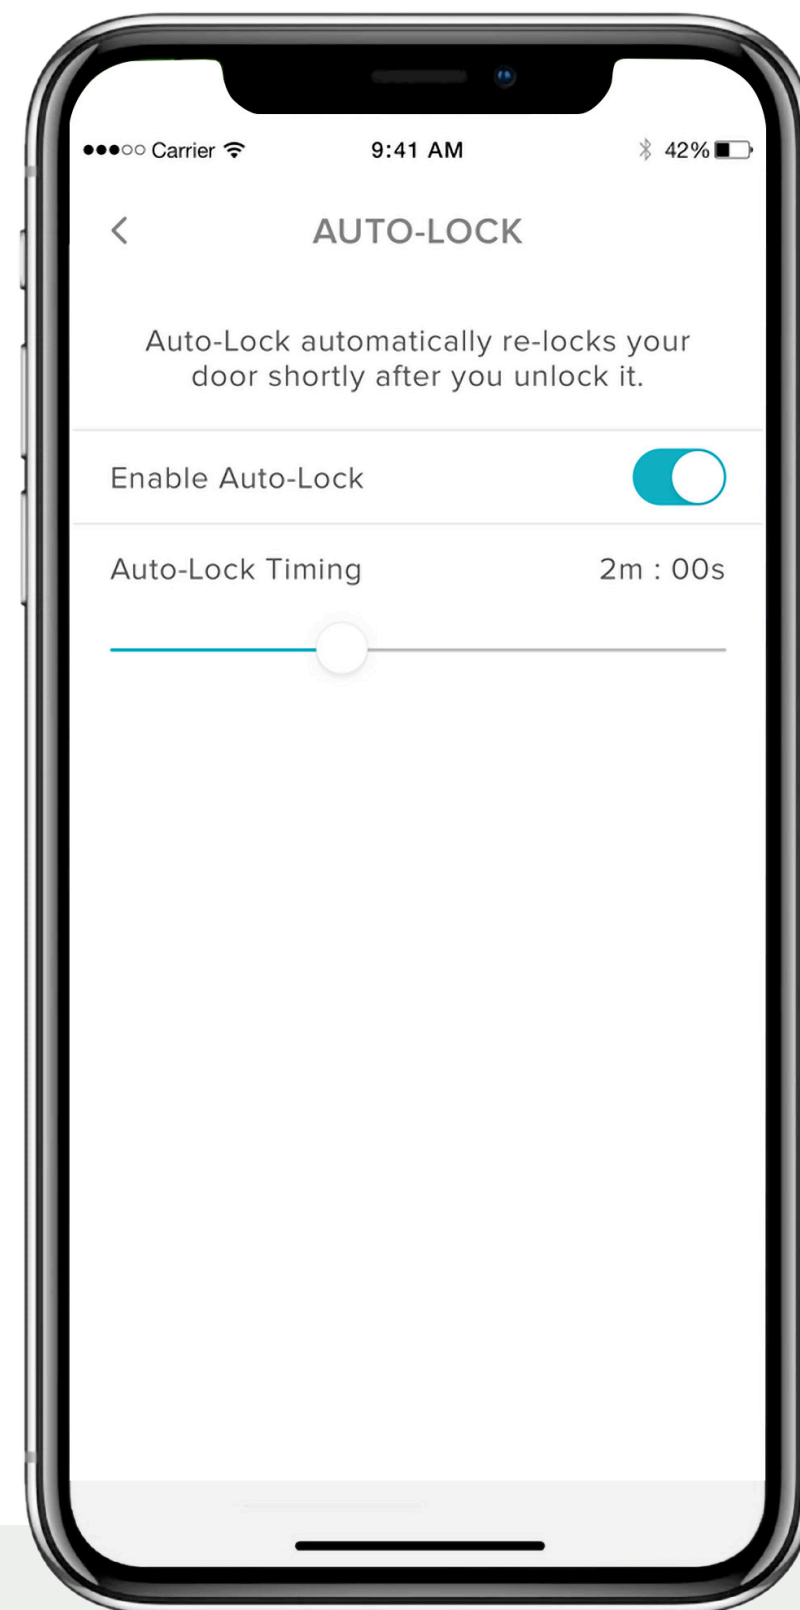 Carrier 9:41 AM 42%
AUTO-LOCK
Auto-Lock automatically re-locks your
door shortly after you unlock it.
Enable Auto-Lock
Auto-Lock Timing 2m : 00s